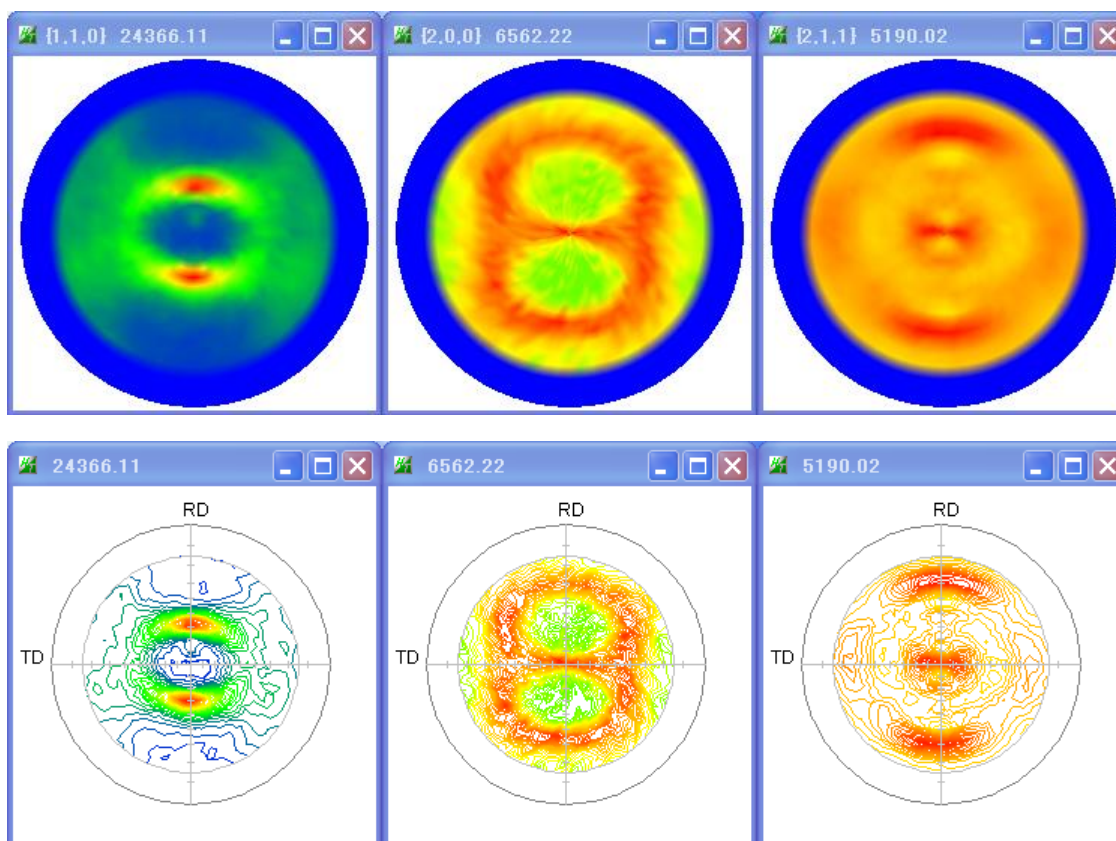 {1,1,0} 24366.11
{2,0,0} 6562.22
{2,1,1} 5190.02
24366.11
6562.22
5190.02
RD
RD
RD
TD
TD
TD